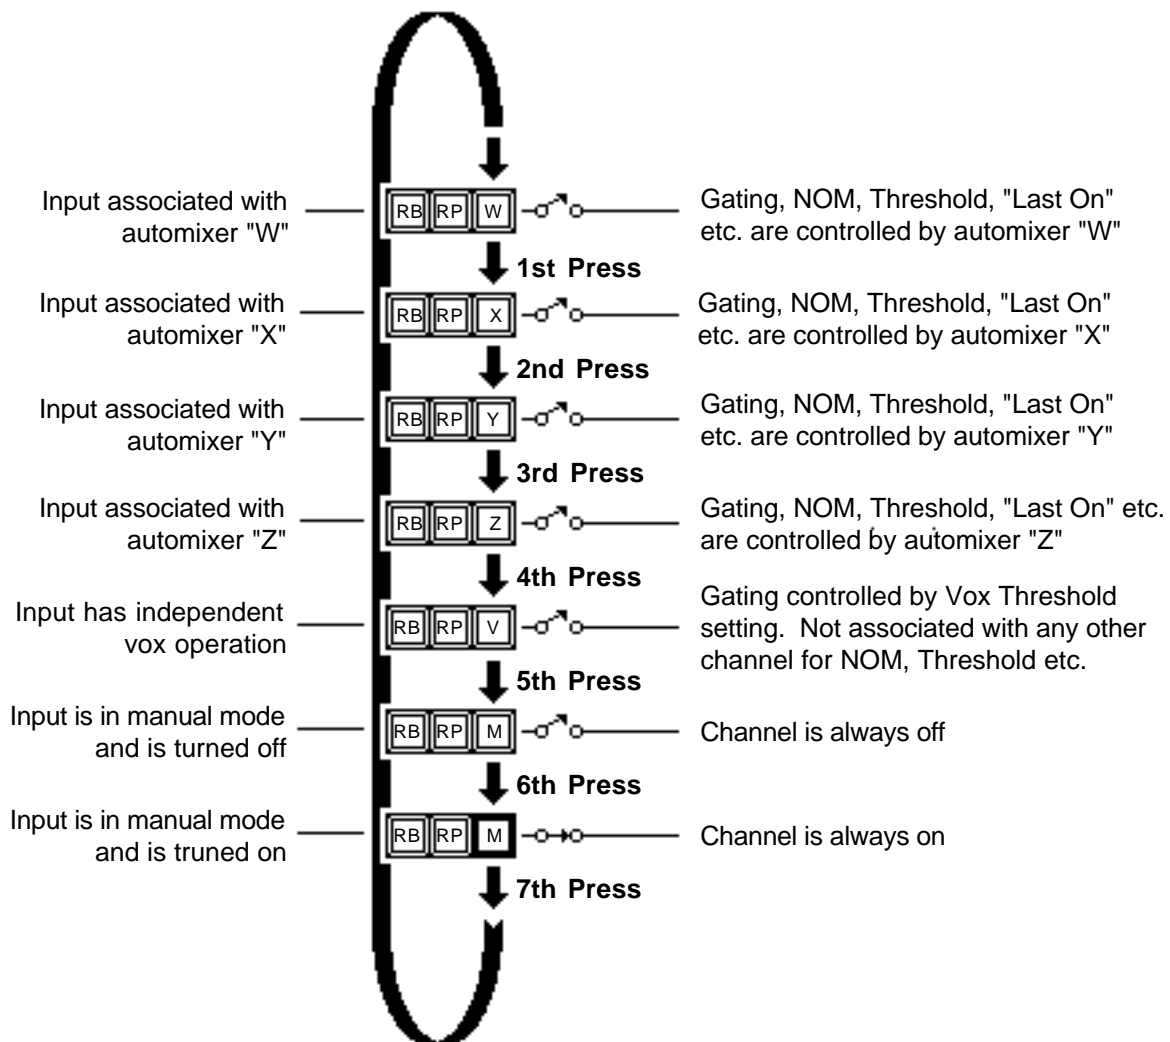 Input associated with
automixer "W"
RB RP W
Gating, NOM, Threshold, "Last On"
etc. are controlled by automixer "W"
1st Press
Input associated with
automixer "X"
RB RP X
Gating, NOM, Threshold, "Last On"
etc. are controlled by automixer "X"
2nd Press
Input associated with
automixer "Y"
RB RP Y
Gating, NOM, Threshold, "Last On"
etc. are controlled by automixer "Y"
3rd Press
Input associated with
automixer "Z"
RB RP Z
Gating, NOM, Threshold, "Last On" etc.
are controlled by automixer "Z"
4th Press
Input has independent
vox operation
RB RP V
Gating controlled by Vox Threshold
setting. Not associated with any other
channel for NOM, Threshold etc.
5th Press
Input is in manual mode
and is turned off
RB RP M
Channel is always off
6th Press
Input is in manual mode
and is truned on
RB RP M
Channel is always on
7th Press